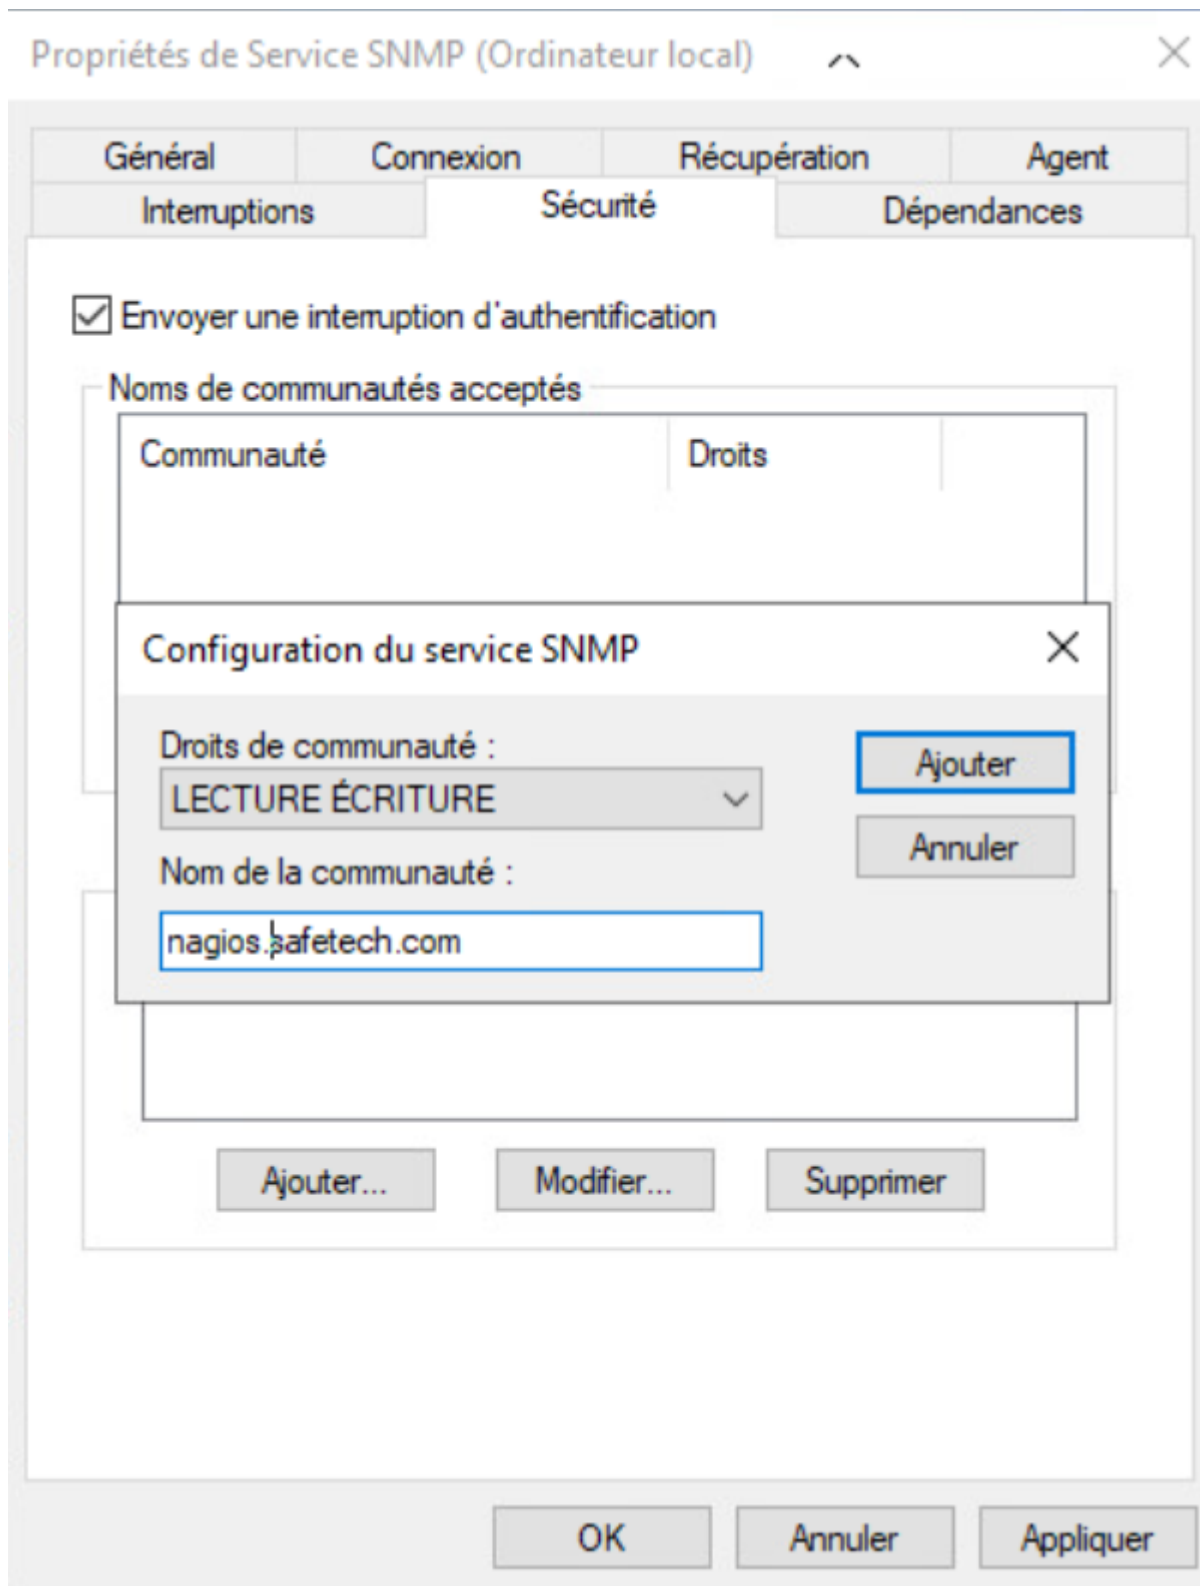 Propriétés de Service SNMP (Ordinateur local)
Général Connexion Récupération Agent
Interruptions Sécurité Dépendances
Envoyer une interruption d'authentification
Noms de communautés acceptés
Communauté Droits
Configuration du service SNMP
Droits de communauté :
Ajouter
LECTURE ÉCRITURE
Annuler
Nom de la communauté :
nagios.safetech.com
Ajouter... Modifier... Supprimer
OK Annuler Appliquer